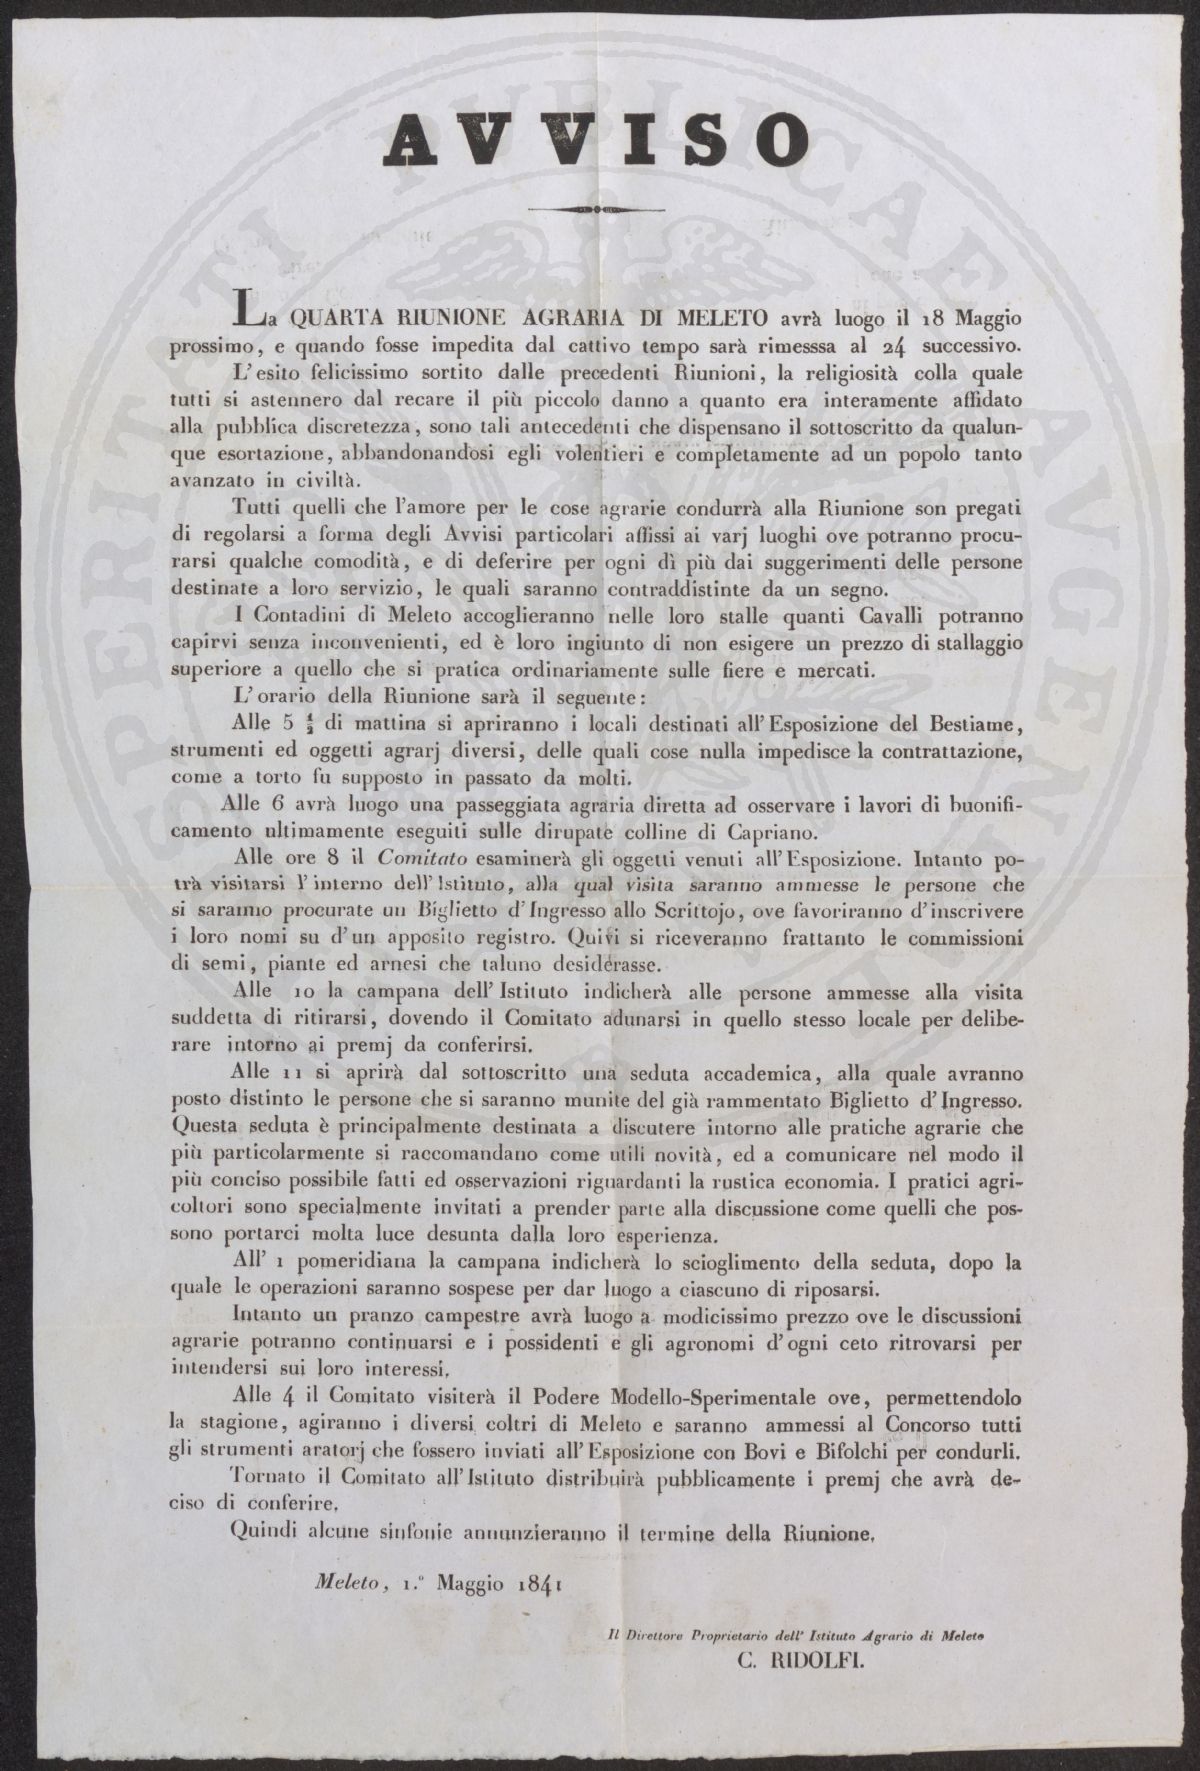 AVVISO
La QUARTA RIUNIONE AGRARIA DI MELETO avrà luogo il 18 Maggio
prossimo, e quando fosse impedita dal cattivo tempo sarà rimesssa al 24 successivo.
L'esito felicissimo sortito dalle precedenti Riunioni, la religiosità colla quale
tutti si astennero dal recare il più piccolo danno a quanto era interamente affidato
alla pubblica discretezza, sono tali antecedenti che dispensano il sottoscritto da qualun-
que esortazione, abbandonandosi egli volentieri e completamente ad un popolo tanto
avanzato in civiltà.
Tutti quelli che l'amore per le cose agrarie condurrà alla Riunione son pregati
di regolarsi a forma degli Avvisi particolari affissi ai varj luoghi ove potranno procu-
rarsi qualche comodità, e di deferire per ogni dì più dai suggerimenti delle persone
destinate a loro servizio, le quali saranno contraddistinte da un segno.
I Contadini di Meleto accoglieranno nelle loro stalle quanti Cavalli potranno
capirvi senza inconvenienti, ed è loro ingiunto di non esigere un prezzo di stallaggio
superiore a quello che si pratica ordinariamente sulle fiere e mercati.
L'orario della Riunione sarà il seguente:
Alle 5 1/2 di mattina si apriranno i locali destinati all'Esposizione del Bestiame,
strumenti ed oggetti agrarj diversi, delle quali cose nulla impedisce la contrattazione,
come a torto fu supposto in passato da molti.
Alle 6 avrà luogo una passeggiata agraria diretta ad osservare i lavori di buonifi-
camento ultimamente eseguiti sulle dirupate colline di Capriano.
Alle ore 8 il Comitato esaminerà gli oggetti venuti all'Esposizione. Intanto po-
trà visitarsi l'interno dell'Istituto, alla qual visita saranno ammesse le persone che
si saranno procurate un Biglietto d'Ingresso allo Scrittojo, ove favoriranno d'inscrivere
i loro nomi su d'un apposito registro. Quivi si riceveranno frattanto le commissioni
di semi, piante ed arnesi che taluno desiderasse.
Alle 10 la campana dell'Istituto indicherà alle persone ammesse alla visita
suddetta di ritirarsi, dovendo il Comitato adunarsi in quello stesso locale per delibe-
rare intorno ai premj da conferirsi.
Alle 11 si aprirà dal sottoscritto una seduta accademica, alla quale avranno
posto distinto le persone che si saranno munite del già rammentato Biglietto d'Ingresso.
Questa seduta è principalmente destinata a discutere intorno alle pratiche agrarie che
più particolarmente si raccomandano come utili novità, ed a comunicare nel modo il
più conciso possibile fatti ed osservazioni riguardanti la rustica economia. I pratici agri-
coltori sono specialmente invitati a prender parte alla discussione come quelli che pos-
sono portarci molta luce desunta dalla loro esperienza.
All' 1 pomeridiana la campana indicherà lo scioglimento della seduta, dopo la
quale le operazioni saranno sospese per dar luogo a ciascuno di riposarsi.
Intanto un pranzo campestre avrà luogo a modicissimo prezzo ove le discussioni
agrarie potranno continuarsi e i possidenti e gli agronomi d'ogni ceto ritrovarsi per
intendersi sui loro interessi.
Alle 4 il Comitato visiterà il Podere Modello-Sperimentale ove, permettendolo
la stagione, agiranno i diversi coltri di Meleto e saranno ammessi al Concorso tutti
gli strumenti aratorj che fossero inviati all'Esposizione con Bovi e Bifolchi per condurli.
Tornato il Comitato all'Istituto distribuirà pubblicamente i premj che avrà de-
ciso di conferire.
Quindi alcune sinfonie annunzieranno il termine della Riunione.
Meleto, 1.° Maggio 1841
Il Direttore Proprietario dell' Istituto Agrario di Meleto
C. RIDOLFI.
PROSPERITATI PUBLICAE AVGENDAE